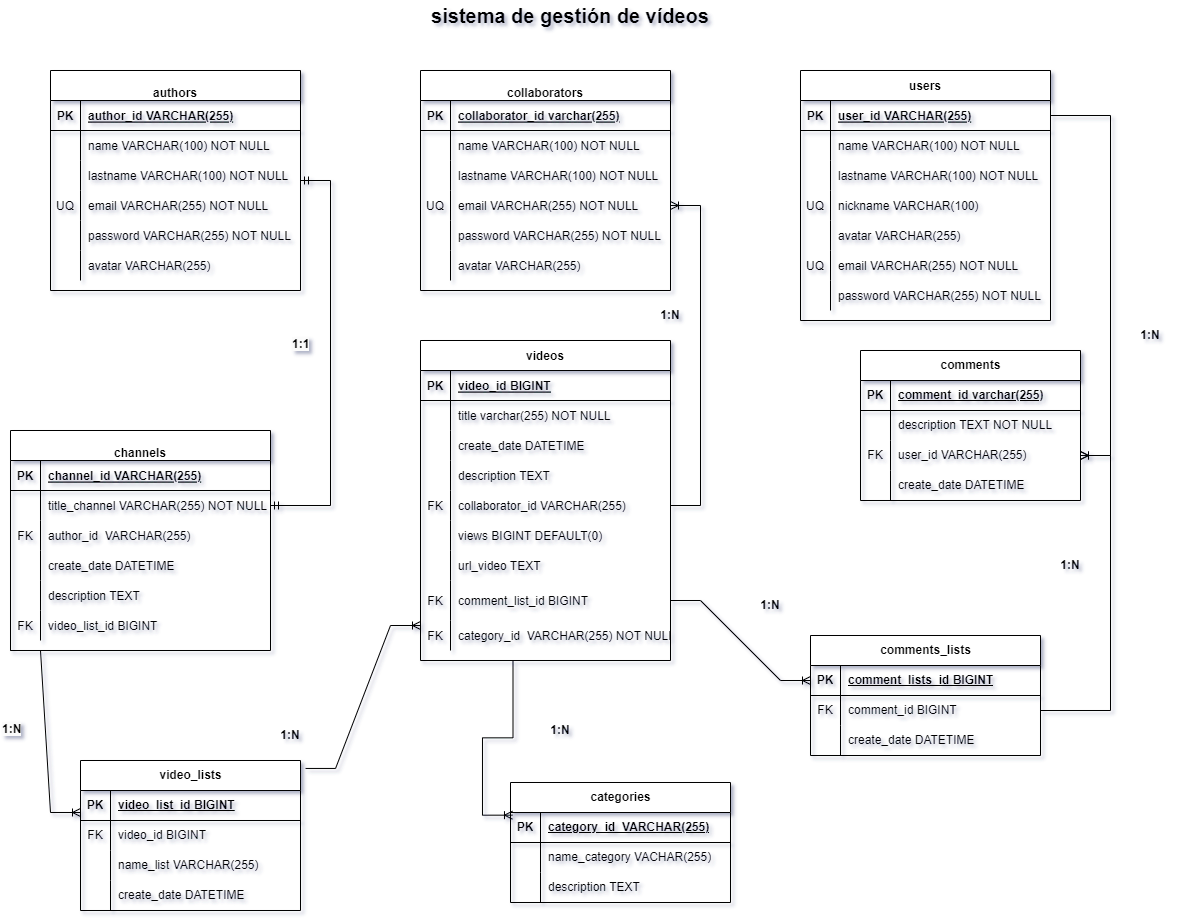 sistema de gestión de vídeos
authors
PK author_id VARCHAR(255)
name VARCHAR(100) NOT NULL
lastname VARCHAR(100) NOT NULL
UQ email VARCHAR(255) NOT NULL
password VARCHAR(255) NOT NULL
avatar VARCHAR(255)
collaborators
PK collaborator_id varchar(255)
name VARCHAR(100) NOT NULL
lastname VARCHAR(100) NOT NULL
UQ email VARCHAR(255) NOT NULL
password VARCHAR(255) NOT NULL
avatar VARCHAR(255)
users
PK user_id VARCHAR(255)
name VARCHAR(100) NOT NULL
lastname VARCHAR(100) NOT NULL
UQ nickname VARCHAR(100)
avatar VARCHAR(255)
UQ email VARCHAR(255) NOT NULL
password VARCHAR(255) NOT NULL
1:1
1:N
1:N
channels
PK channel_id VARCHAR(255)
title_channel VARCHAR(255) NOT NULL
FK author_id VARCHAR(255)
create_date DATETIME
description TEXT
FK video_list_id BIGINT
videos
PK video_id BIGINT
title varchar(255) NOT NULL
create_date DATETIME
description TEXT
FK collaborator_id VARCHAR(255)
views BIGINT DEFAULT(0)
url_video TEXT
FK comment_list_id BIGINT
FK category_id VARCHAR(255) NOT NULL
comments
PK comment_id varchar(255)
description TEXT NOT NULL
FK user_id VARCHAR(255)
create_date DATETIME
1:N
1:N
comments_lists
PK comment_lists_id BIGINT
FK comment_id BIGINT
create_date DATETIME
1:N
1:N
1:N
video_lists
PK video_list_id BIGINT
FK video_id BIGINT
name_list VARCHAR(255)
create_date DATETIME
categories
PK category_id VARCHAR(255)
name_category VACHAR(255)
description TEXT